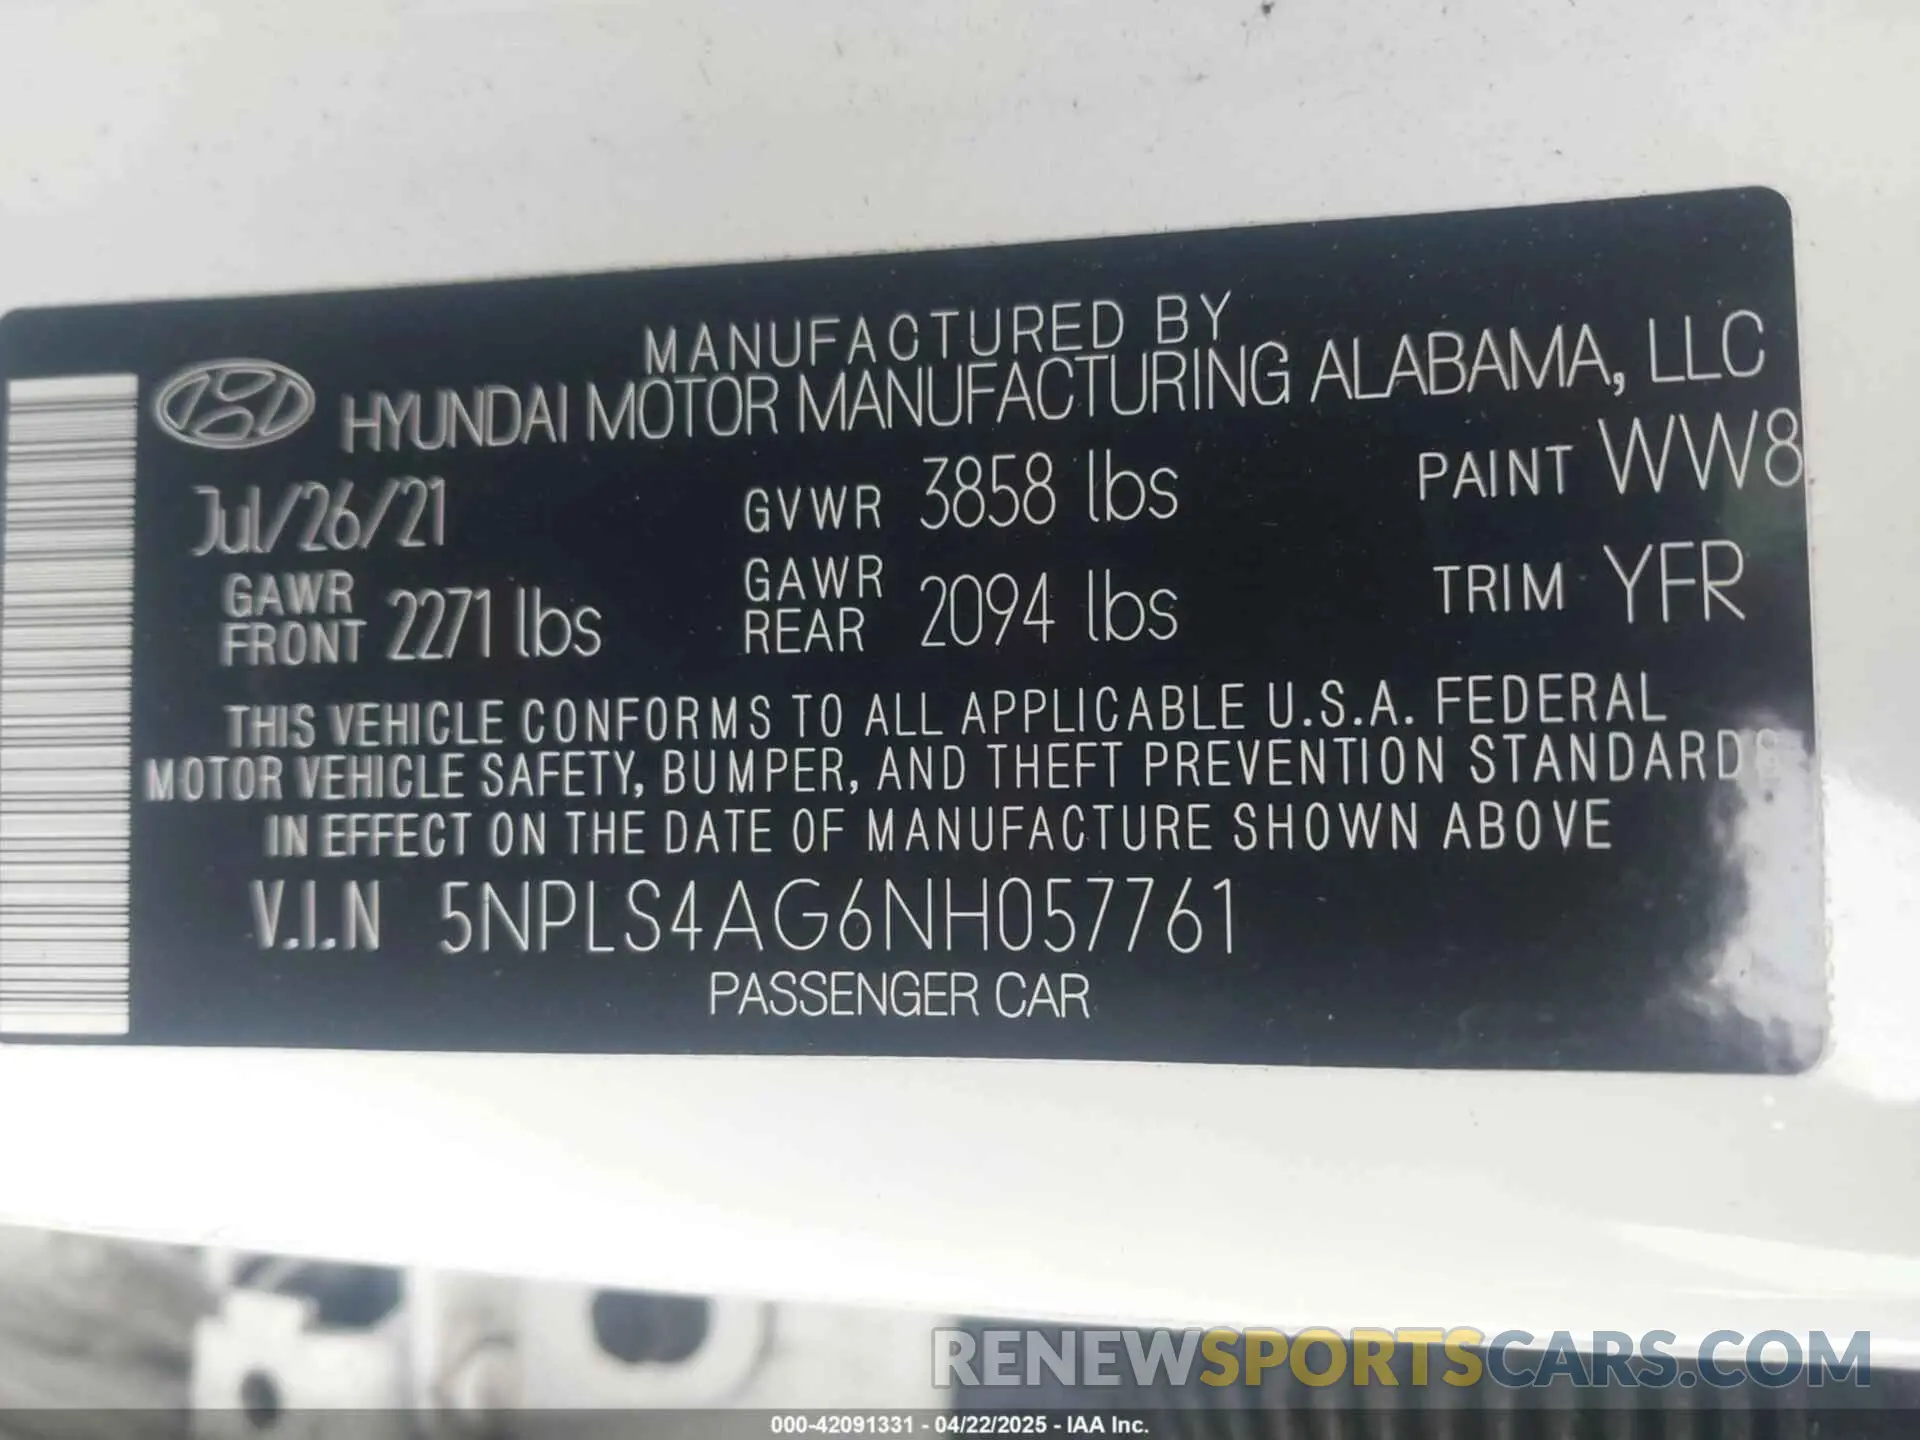 MANUFACTURED BY
HYUNDAI MOTOR MANUFACTURING ALABAMA, LLC
Jul/26/21 GVWR 3858 lbs PAINT WW8
GAWR FRONT 2271 lbs GAWR REAR 2094 lbs TRIM YFR
THIS VEHICLE CONFORMS TO ALL APPLICABLE U.S.A. FEDERAL
MOTOR VEHICLE SAFETY, BUMPER, AND THEFT PREVENTION STANDARDS
IN EFFECT ON THE DATE OF MANUFACTURE SHOWN ABOVE
V.I.N 5NPLS4AG6NH057761
PASSENGER CAR
RENEWSPORTSCARS.COM
000-42091331 - 04/22/2025 - IAA Inc.